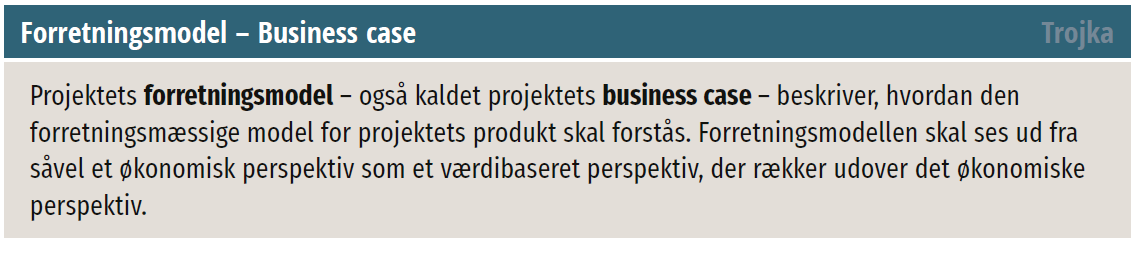 Forretningsmodel – Business case Trojka
Projektets forretningsmodel – også kaldet projektets business case – beskriver, hvordan den
forretningsmæssige model for projektets produkt skal forstås. Forretningsmodellen skal ses ud fra
såvel et økonomisk perspektiv som et værdibaseret perspektiv, der rækker udover det økonomiske
perspektiv.